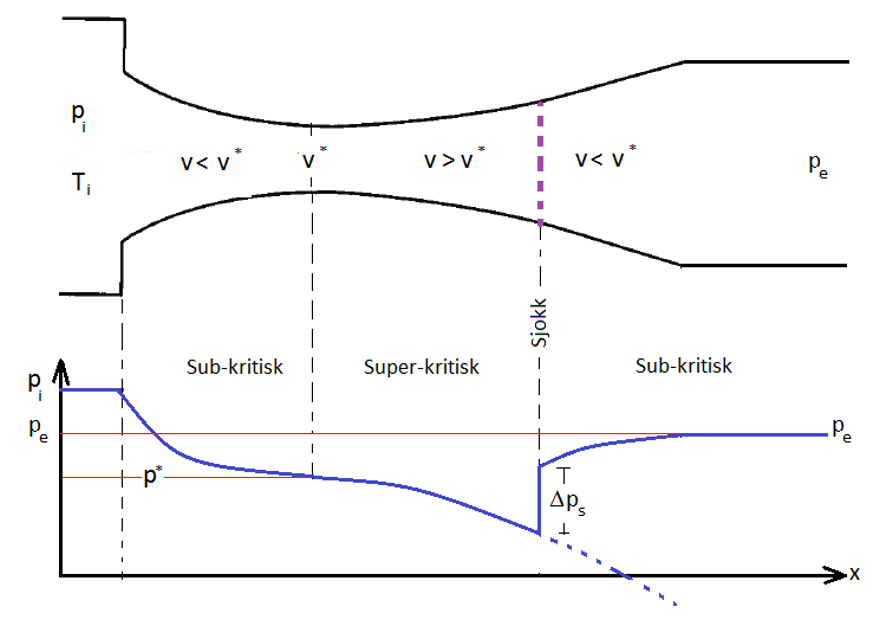 pᵢ
Tᵢ
v< v*
v*
v > v*
v< v*
pₑ
Sjokk
Sub-kritisk
Super-kritisk
Sub-kritisk
pᵢ
pₑ
pₑ
p*
Δpₛ
x